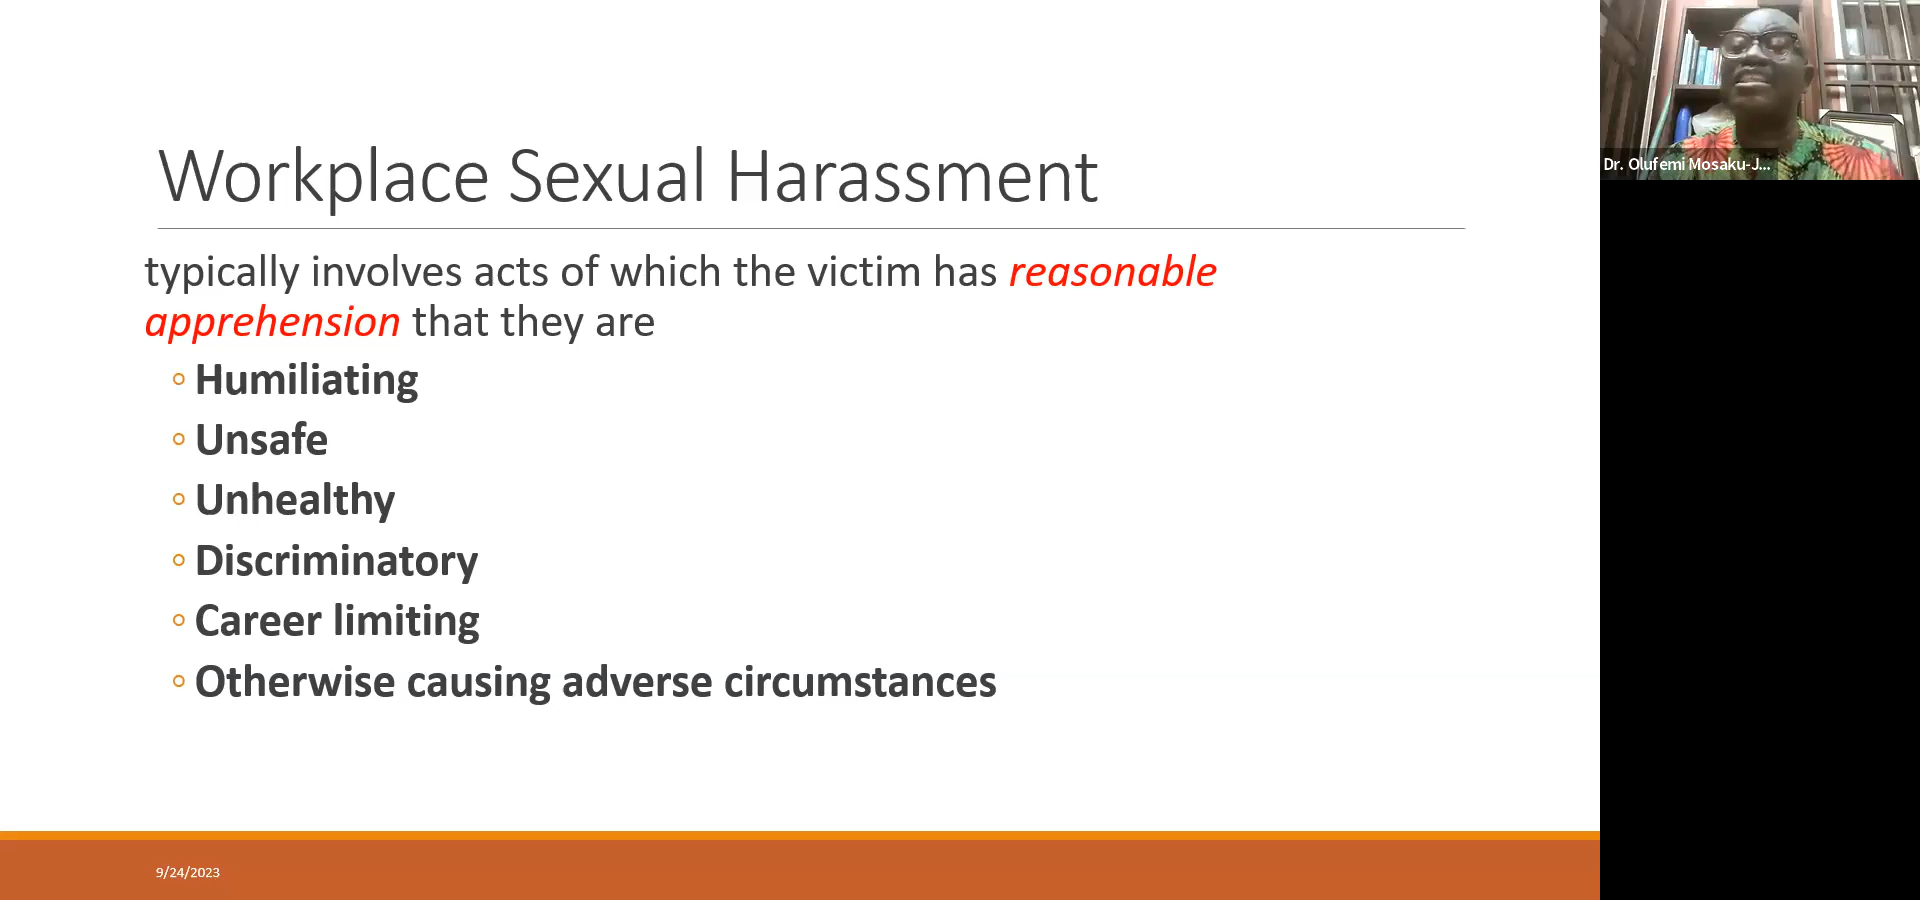 Workplace Sexual Harassment
typically involves acts of which the victim has reasonable
apprehension that they are
Humiliating
Unsafe
Unhealthy
Discriminatory
Career limiting
Otherwise causing adverse circumstances
9/24/2023
Dr. Olufemi Mosaku-J...